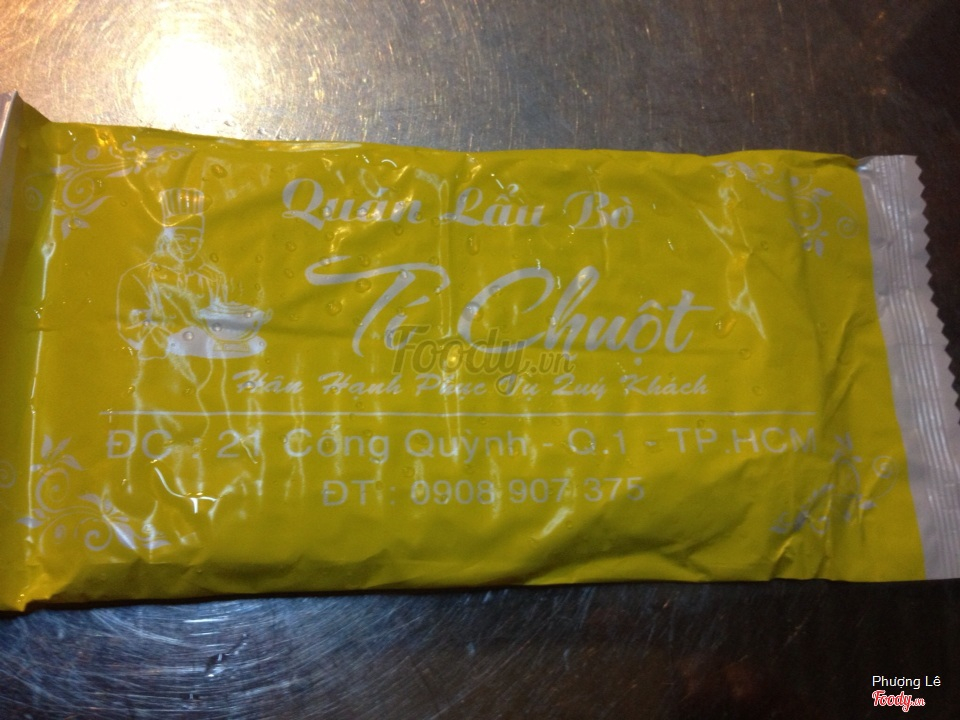 Quán Lẩu Bò
Tí Chuột
Hân Hạnh Phục Vụ Quý Khách
ĐC : 21 Cống Quỳnh - Q.1 - TP.HCM
ĐT : 0908 907 375
Foody.vn
Phượng Lê
Foody.vn